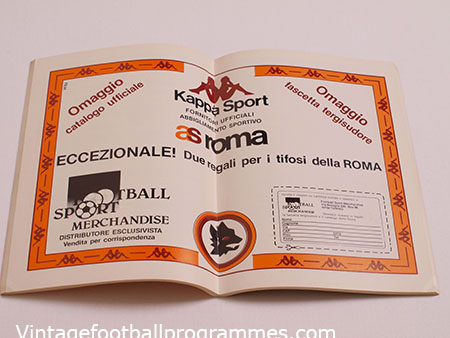 Omaggio
catalogo ufficiale
Kappa Sport
FORNITORI UFFICIALI
ABBIGLIAMENTO SPORTIVO
as roma
Omaggio
fascetta tergisudore
ECCEZIONALE! Due regali per i tifosi della ROMA
FOOTBALL
SPORT
MERCHANDISE
DISTRIBUTORE ESCLUSIVISTA
Vendita per corrispondenza
Vintagefootballprogrammes.com